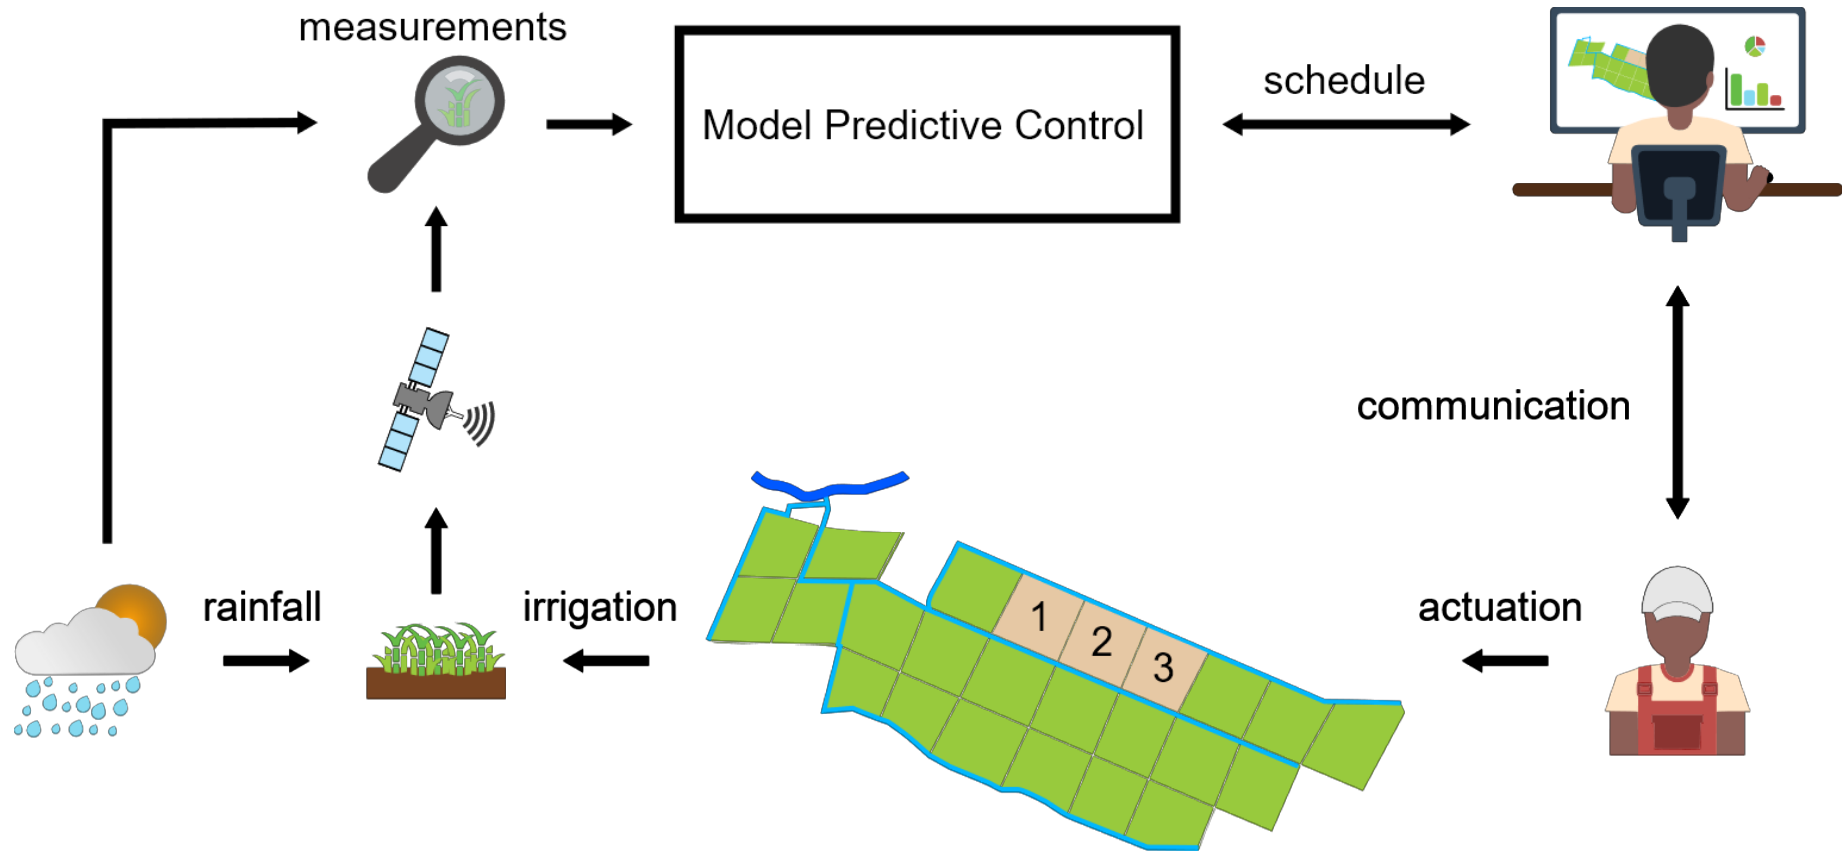 measurements
Model Predictive Control
schedule
communication
rainfall
irrigation
actuation
1
2
3